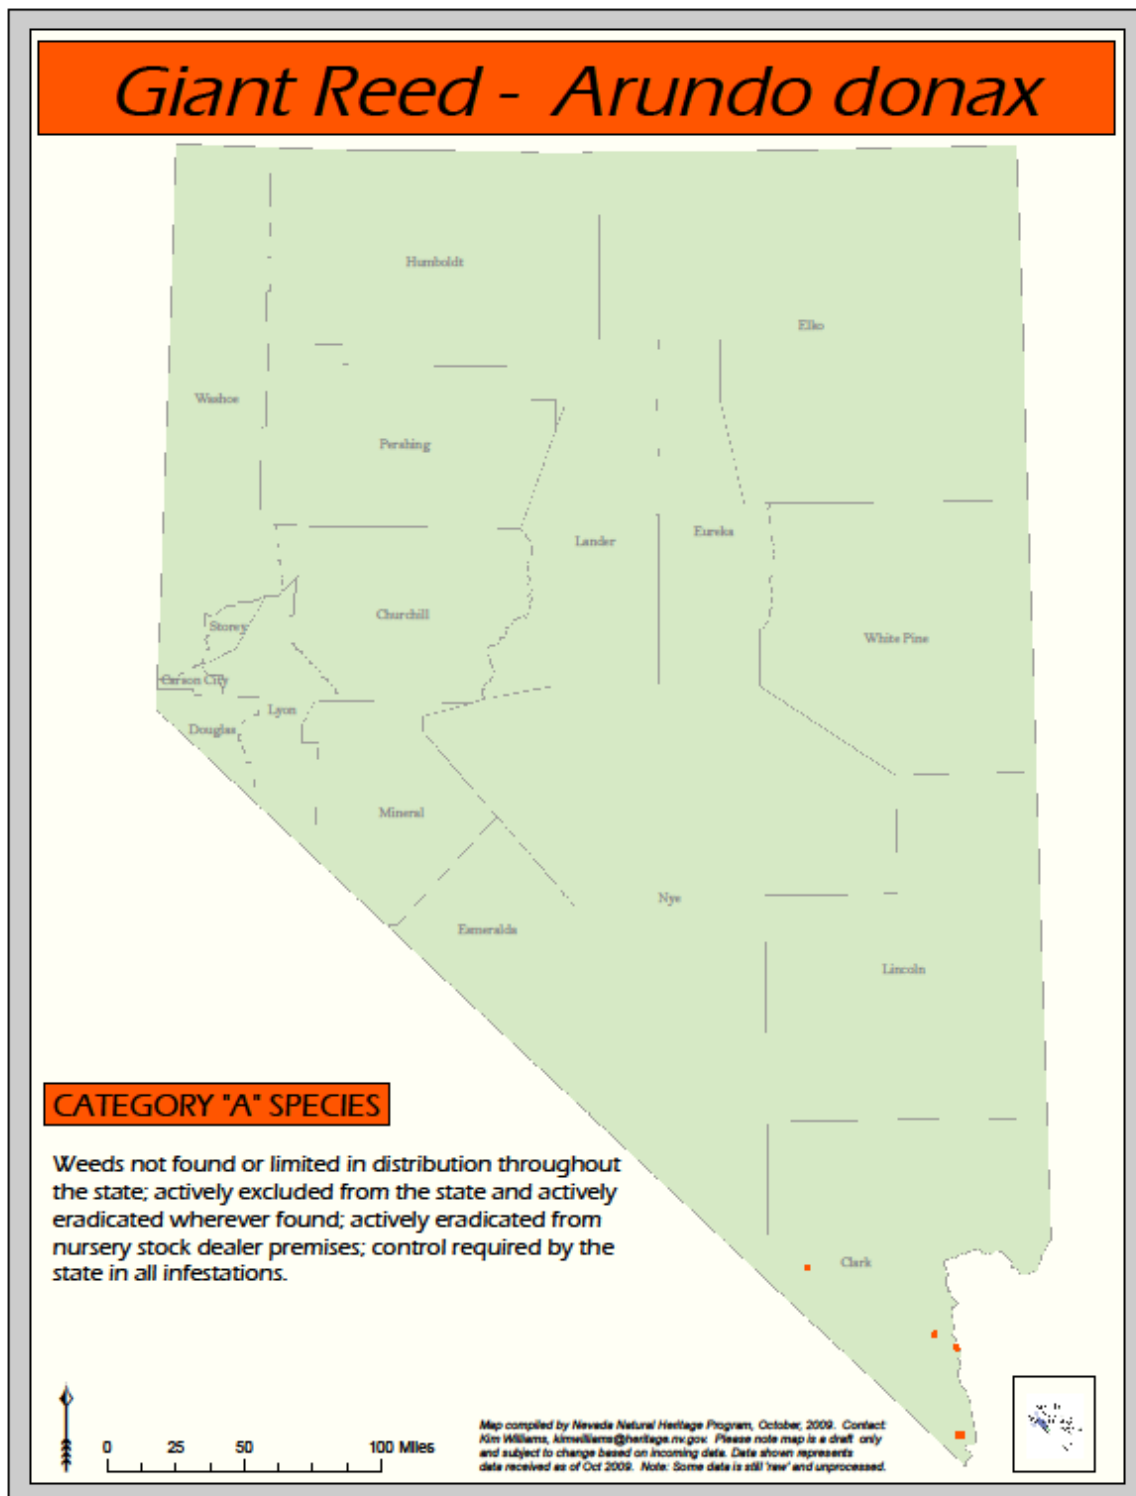 Giant Reed - Arundo donax
Humboldt
Elko
Washoe
Pershing
Lander
Eureka
Churchill
Storey
White Pine
Carson City
Lyon
Douglas
Mineral
Nye
Esmeralda
Lincoln
CATEGORY "A" SPECIES
Weeds not found or limited in distribution throughout
the state; actively excluded from the state and actively
eradicated wherever found; actively eradicated from
nursery stock dealer premises; control required by the
state in all infestations.
Clark
0 25 50 100 Miles
Map compiled by Nevada Natural Heritage Program, October, 2009. Contact
Kim Williams, kimwilliams@heritage.nv.gov. Please note map is a draft only
and subject to change based on incoming data. Data shown represents
data received as of Oct 2009. Note: Some data is still 'raw' and unprocessed.